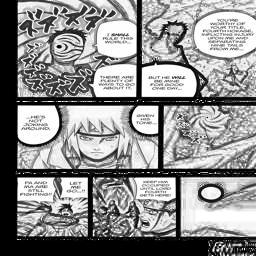 YOU'RE
WORTHY OF
YOUR TITLE,
FOURTH HOKAGE,
INFLICTING INJURY
UPON ME AND
SEPARATING
NINE TAILS
FROM ME...
I SHALL
RULE THIS
WORLD...
BUT HE WILL
BE MINE
FOR GOOD
ONE DAY...
THERE ARE
PLENTY OF
WAYS TO GO
ABOUT IT.
GIVEN
HIS
TONE...
...HE'S
NOT
JOKING
AROUND.
KEEP HIM
OCCUPIED
UNTIL LORD
FOURTH
GETS HERE!
LET
ME
GO...!!
PA AND
MA ARE
STILL
FIGHTING!!